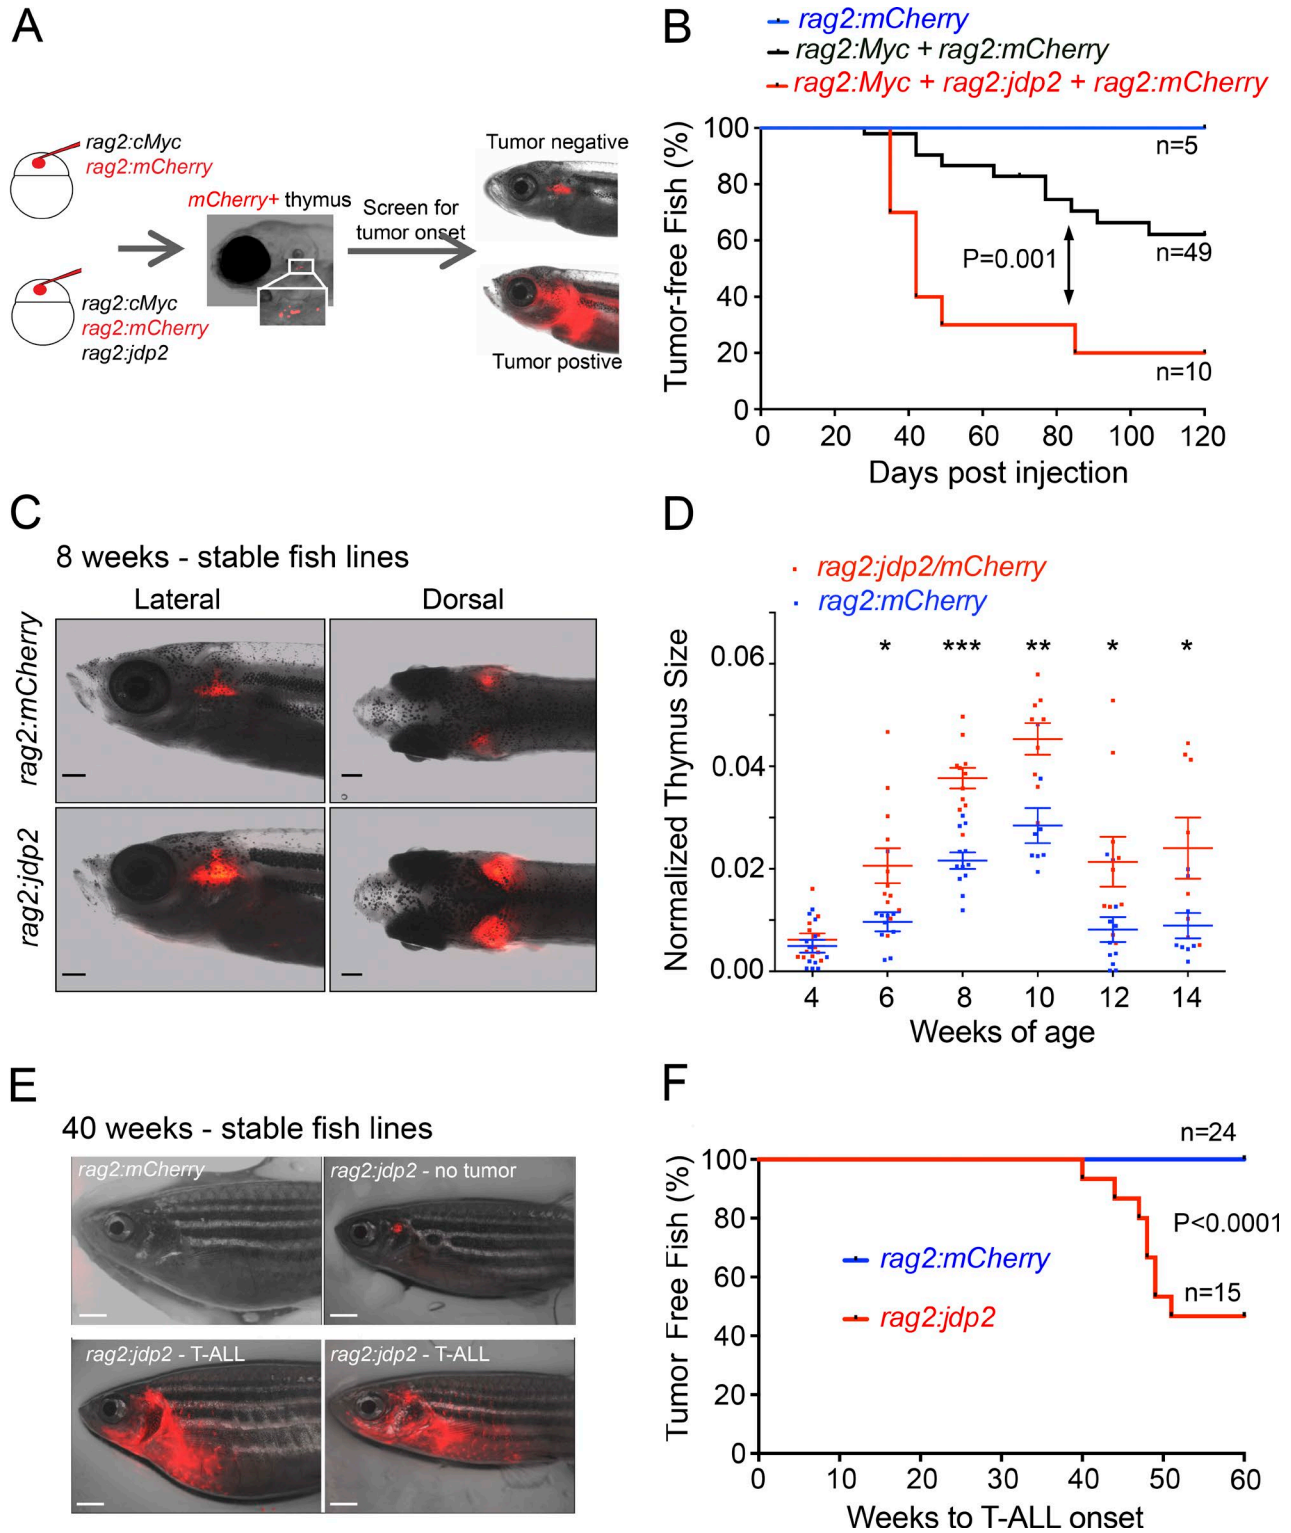 A
rag2:cMyc
rag2:mCherry
rag2:cMyc
rag2:mCherry
rag2:jdp2
mCherry+ thymus
Screen for
tumor onset
Tumor negative
Tumor postive
B
rag2:mCherry
rag2:Myc + rag2:mCherry
rag2:Myc + rag2:jdp2 + rag2:mCherry
Tumor-free Fish (%)
100
80
60
40
20
0
n=5
n=49
P=0.001
n=10
0 20 40 60 80 100 120
Days post injection
C
8 weeks - stable fish lines
Lateral Dorsal
rag2:mCherry
rag2:jdp2
D
rag2:jdp2/mCherry
rag2:mCherry
Normalized Thymus Size
* *** ** * *
0.06
0.04
0.02
0.00
4 6 8 10 12 14
Weeks of age
E
40 weeks - stable fish lines
rag2:mCherry
rag2:jdp2 - no tumor
rag2:jdp2 - T-ALL
rag2:jdp2 - T-ALL
F
Tumor Free Fish (%)
100
80
60
40
20
0
n=24
P<0.0001
n=15
rag2:mCherry
rag2:jdp2
0 10 20 30 40 50 60
Weeks to T-ALL onset